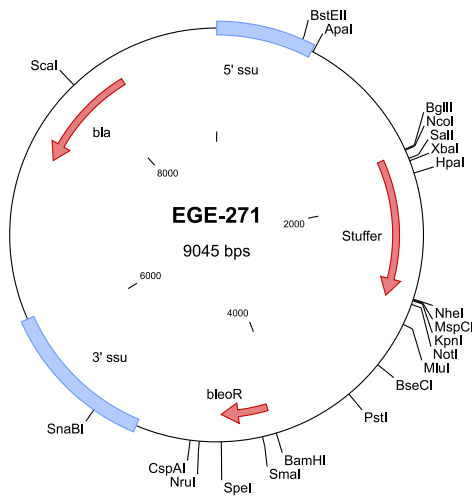 BstEII
ApaI
ScaI
5' ssu
BglII
NcoI
SalI
XbaI
HpaI
bla
8000
EGE-271
9045 bps
2000
Stuffer
6000
4000
NheI
MspCI
KpnI
NotI
MluI
3' ssu
BseCI
bleoR
PstI
SnaBI
BamHI
CspAI
SmaI
NruI
SpeI